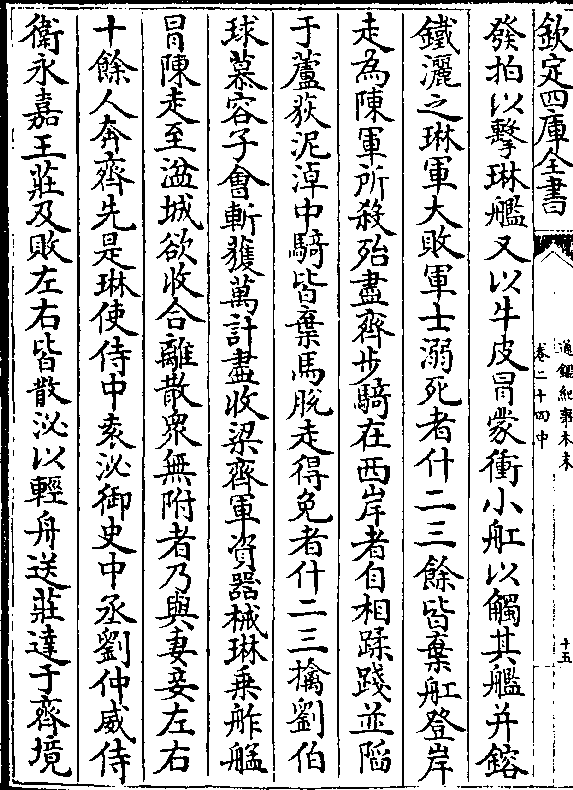 欽定四庫全書
通鑑紀事本末
卷二十四中
十五
發拍以擊琳艦又以牛皮冒蒙衝小舡以觸其艦并鎔
鐵灑之琳軍大敗軍士溺死者什二三餘皆棄舡登岸
走為陳軍所殺殆盡齊步騎在西岸者自相蹂踐並䧟
于蘆荻泥淖中騎皆棄馬脫走得免者什二三擒劉伯
球慕容子會斬獲萬計盡收梁齊軍資器械琳乗舴艋
冒陳走至湓城欲收合離散衆無附者乃與妻妾左右
十餘人奔齊先是琳使侍中袁泌御史中丞劉仲威侍
衛永嘉王莊及敗左右皆散泌以輕舟送莊達于齊境